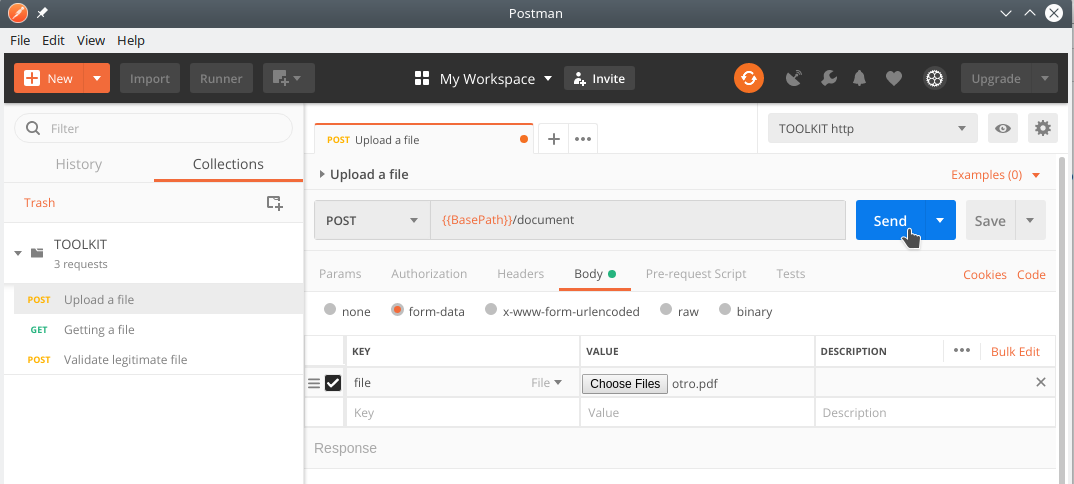 Postman
File Edit View Help
New Import Runner My Workspace Invite Upgrade
Filter
History Collections
Trash
TOOLKIT
3 requests
POST Upload a file
GET Getting a file
POST Validate legitimate file
POST Upload a file
TOOLKIT http
Upload a file
Examples (0)
POST {{BasePath}}/document Send Save
Params Authorization Headers Body Pre-request Script Tests Cookies Code
none form-data x-www-form-urlencoded raw binary
KEY VALUE DESCRIPTION ••• Bulk Edit
file File Choose Files otro.pdf
Key Value Description
Response